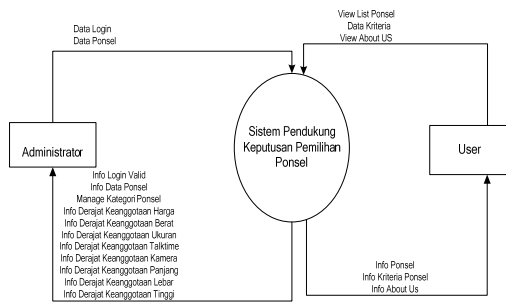 Data Login
Data Ponsel
View List Ponsel
Data Kriteria
View About US
Administrator
Sistem Pendukung
Keputusan Pemilihan
Ponsel
User
Info Login Valid
Info Data Ponsel
Manage Kategori Ponsel
Info Derajat Keanggotaan Harga
Info Derajat Keanggotaan Berat
Info Derajat Keanggotaan Ukuran
Info Derajat Keanggotaan Talktime
Info Derajat Keanggotaan Kamera
Info Derajat Keanggotaan Panjang
Info Derajat Keanggotaan Lebar
Info Derajat Keanggotaan Tinggi
Info Ponsel
Info Kriteria Ponsel
Info About Us